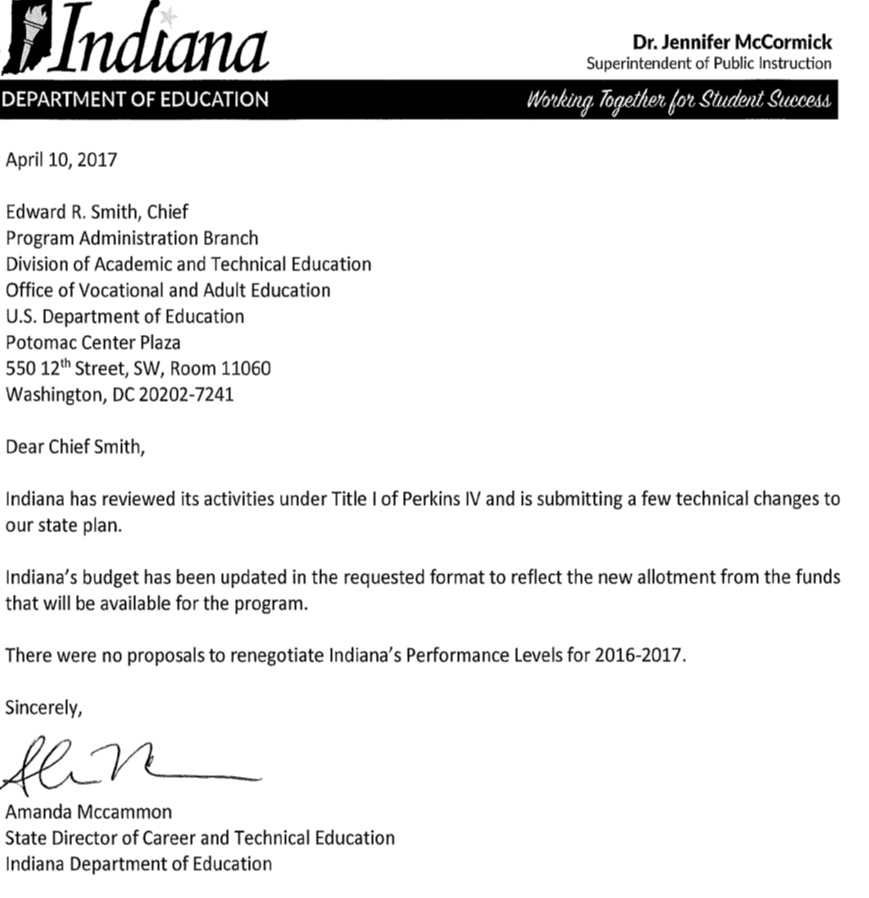 Indiana
Dr. Jennifer McCormick
Superintendent of Public Instruction
DEPARTMENT OF EDUCATION
Working Together for Student Success
April 10, 2017
Edward R. Smith, Chief
Program Administration Branch
Division of Academic and Technical Education
Office of Vocational and Adult Education
U.S. Department of Education
Potomac Center Plaza
550 12th Street, SW, Room 11060
Washington, DC 20202-7241
Dear Chief Smith,
Indiana has reviewed its activities under Title I of Perkins IV and is submitting a few technical changes to
our state plan.
Indiana's budget has been updated in the requested format to reflect the new allotment from the funds
that will be available for the program.
There were no proposals to renegotiate Indiana's Performance Levels for 2016-2017.
Sincerely,
Amanda Mccammon
State Director of Career and Technical Education
Indiana Department of Education